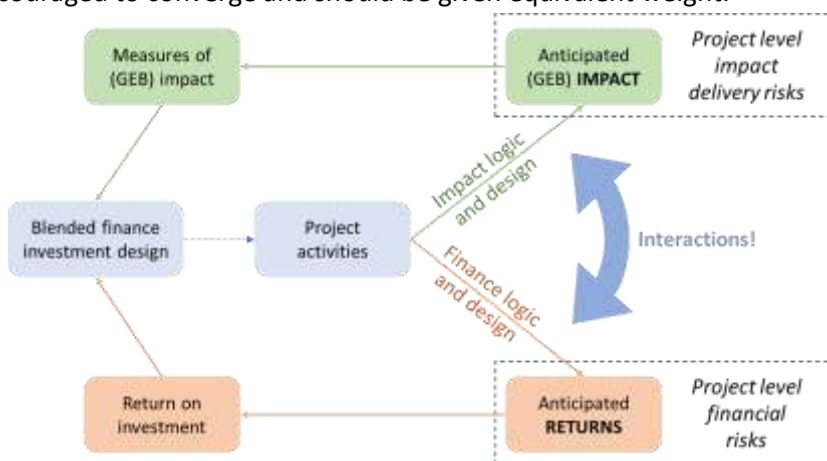 couraged to converge and should be given equivalent weight.
Measures of
(GEB) impact
Anticipated
(GEB) IMPACT
Project level
impact
delivery risks
Impact logic
and design
Blended finance
investment design
Project
activities
Interactions!
Finance logic
and design
Return on
investment
Anticipated
RETURNS
Project level
financial
risks